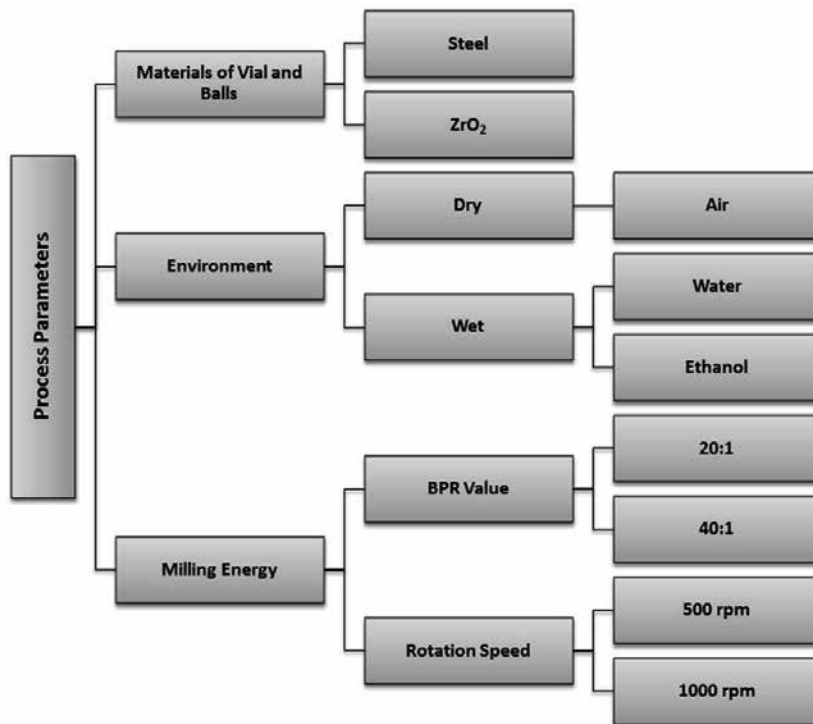 Process Parameters
Materials of Vial and
Balls
Steel
ZrO₂
Environment
Dry
Air
Wet
Water
Ethanol
Milling Energy
BPR Value
20:1
40:1
Rotation Speed
500 rpm
1000 rpm